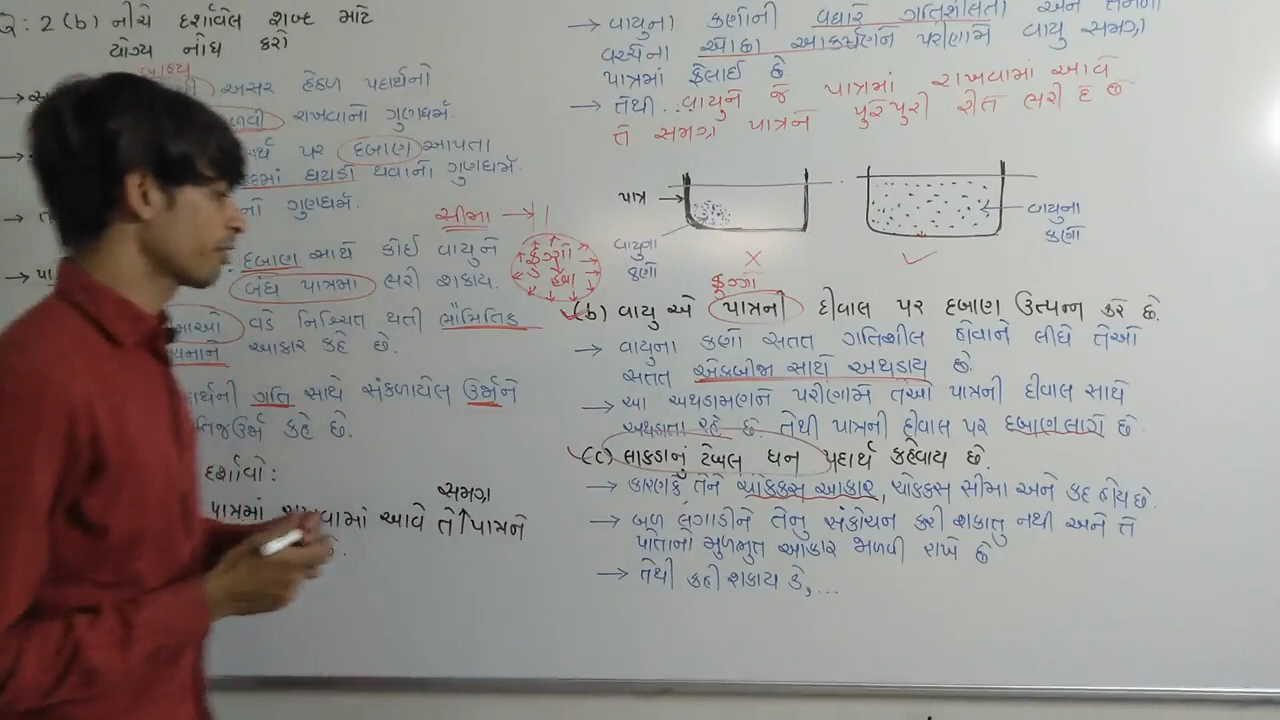 Q: 2 (b) નીચે દર્શાવેલ શબ્દ માટે
યોગ્ય નોંધ કરો
બાહ્ય
અસર હેઠળ પદાર્થનો
રાખવાનો ગુણધર્મ.
પર દબાણ આપતા
ઘટાડો થવાનો ગુણધર્મ.
નો ગુણધર્મ.
સીમા →
દબાણ સાથે કોઈ વાયુને
બંધ પાત્રમાં ભરી શકાય.
વડે નિશ્ચિત થતી ભૌમિતિક
આકાર કહે છે.
ગતિ સાથે સંકળાયેલ ઉર્જાને
કહે છે.
દર્શાવો:
સમગ્ર
પાત્રમાં રાખવામાં આવે તે ↑ પાત્રને
→ વાયુના કણોની વધારે ગતિશીલતા અને તેમના
વચ્ચેના ઓછા આકર્ષણને પરીણામે વાયુ સમગ્ર
પાત્રમાં ફેલાઈ છે
→ તેથી .. વાયુને જે પાત્રમાં રાખવામાં આવે
તે સમગ્ર પાત્રને પુરેપુરી રીતે ભરી દે છે
પાત્ર →
વાયુના
કણો
વાયુના
કણો
ફુગ્ગો
હવા
ફુગ્ગા
(b) વાયુ એ પાત્રની દીવાલ પર દબાણ ઉત્પન્ન કરે છે.
→ વાયુના કણો સતત ગતિશીલ હોવાને લીધે તેઓ
સતત એકબીજા સાથે અથડાય છે.
→ આ અથડામણને પરીણામે તેઓ પાત્રની દીવાલ સાથે
અથડાતા રહે છે. તેથી પાત્રની દીવાલ પર દબાણ લાગે છે
(c) લાકડાનું ટેબલ ઘન પદાર્થ કહેવાય છે.
→ કારણકે તેને ચોક્કસ આકાર, ચોક્કસ સીમા અને કદ હોય છે.
→ બળ લગાડીને તેનુ સંકોચન કરી શકાતુ નથી અને તે
પોતાનો મુળભુત આકાર જાળવી રાખે છે
→ તેથી કહી શકાય કે,...